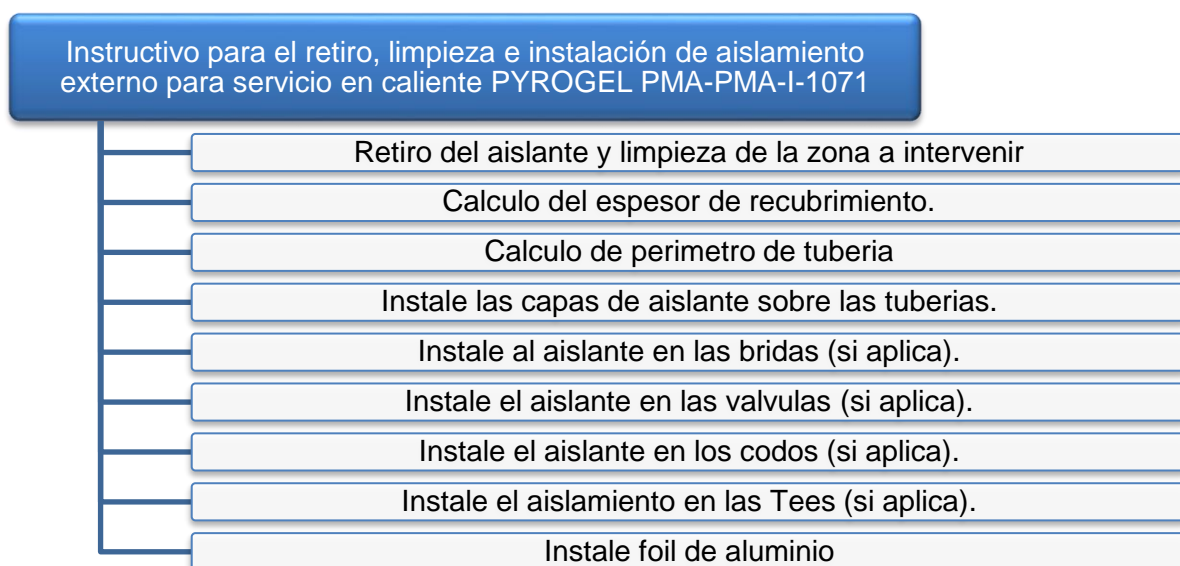 Instructivo para el retiro, limpieza e instalación de aislamiento
externo para servicio en caliente PYROGEL PMA-PMA-I-1071
Retiro del aislante y limpieza de la zona a intervenir
Calculo del espesor de recubrimiento.
Calculo de perimetro de tuberia
Instale las capas de aislante sobre las tuberias.
Instale al aislante en las bridas (si aplica).
Instale el aislante en las valvulas (si aplica).
Instale el aislante en los codos (si aplica).
Instale el aislamiento en las Tees (si aplica).
Instale foil de aluminio